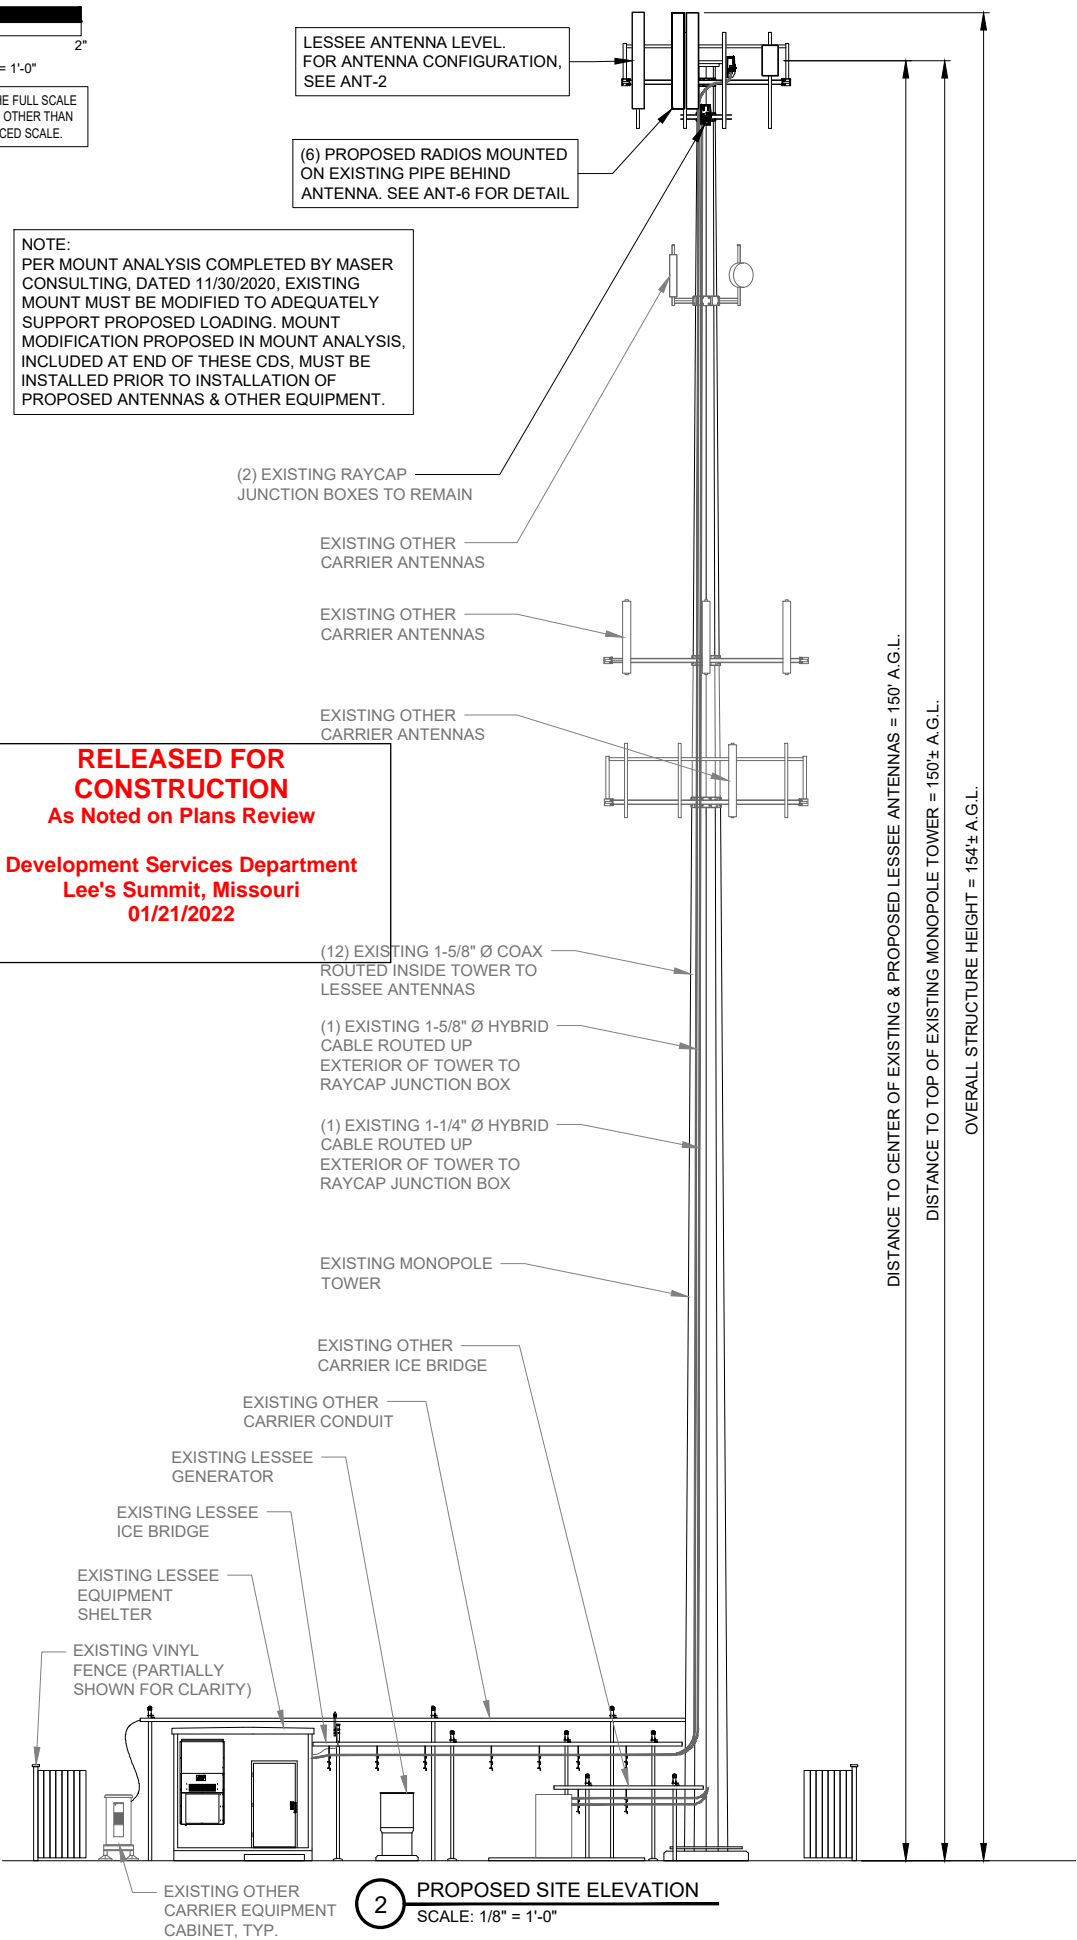 2"
= 1'-0"
HE FULL SCALE
OTHER THAN
CED SCALE.
LESSEE ANTENNA LEVEL.
FOR ANTENNA CONFIGURATION,
SEE ANT-2
(6) PROPOSED RADIOS MOUNTED
ON EXISTING PIPE BEHIND
ANTENNA. SEE ANT-6 FOR DETAIL
NOTE:
PER MOUNT ANALYSIS COMPLETED BY MASER
CONSULTING, DATED 11/30/2020, EXISTING
MOUNT MUST BE MODIFIED TO ADEQUATELY
SUPPORT PROPOSED LOADING. MOUNT
MODIFICATION PROPOSED IN MOUNT ANALYSIS,
INCLUDED AT END OF THESE CDS, MUST BE
INSTALLED PRIOR TO INSTALLATION OF
PROPOSED ANTENNAS & OTHER EQUIPMENT.
(2) EXISTING RAYCAP
JUNCTION BOXES TO REMAIN
EXISTING OTHER
CARRIER ANTENNAS
EXISTING OTHER
CARRIER ANTENNAS
EXISTING OTHER
CARRIER ANTENNAS
RELEASED FOR
CONSTRUCTION
As Noted on Plans Review
Development Services Department
Lee's Summit, Missouri
01/21/2022
(12) EXISTING 1-5/8" Ø COAX
ROUTED INSIDE TOWER TO
LESSEE ANTENNAS
(1) EXISTING 1-5/8" Ø HYBRID
CABLE ROUTED UP
EXTERIOR OF TOWER TO
RAYCAP JUNCTION BOX
(1) EXISTING 1-1/4" Ø HYBRID
CABLE ROUTED UP
EXTERIOR OF TOWER TO
RAYCAP JUNCTION BOX
EXISTING MONOPOLE
TOWER
EXISTING OTHER
CARRIER ICE BRIDGE
EXISTING OTHER
CARRIER CONDUIT
EXISTING LESSEE
GENERATOR
EXISTING LESSEE
ICE BRIDGE
EXISTING LESSEE
EQUIPMENT
SHELTER
EXISTING VINYL
FENCE (PARTIALLY
SHOWN FOR CLARITY)
EXISTING OTHER
CARRIER EQUIPMENT
CABINET, TYP.
DISTANCE TO CENTER OF EXISTING & PROPOSED LESSEE ANTENNAS = 150' A.G.L.
DISTANCE TO TOP OF EXISTING MONOPOLE TOWER = 150'± A.G.L.
OVERALL STRUCTURE HEIGHT = 154'± A.G.L.
2
PROPOSED SITE ELEVATION
SCALE: 1/8" = 1'-0"